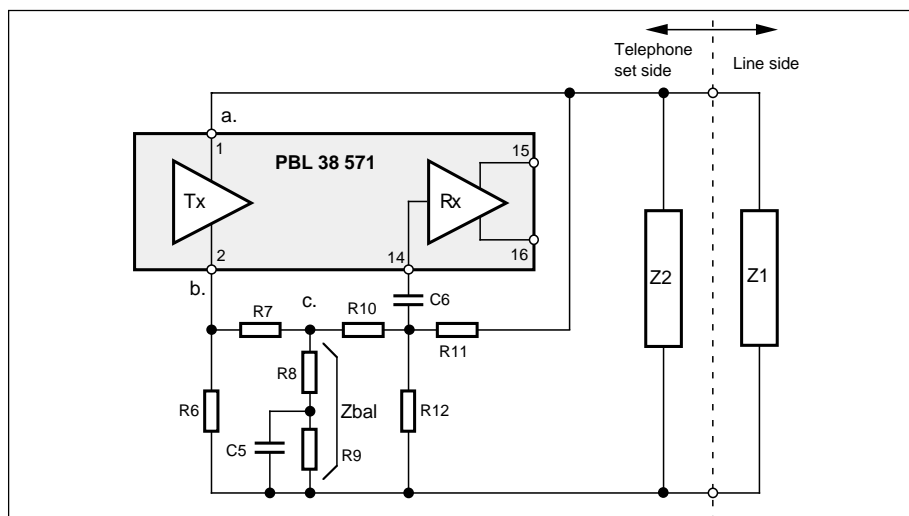 Telephone
set side
Line side
a.
1
PBL 38 571
15
Tx
Rx
2
14
16
b.
c.
C6
Z2
Z1
R7
R10
R11
R8
R6
Zbal
R12
C5
R9